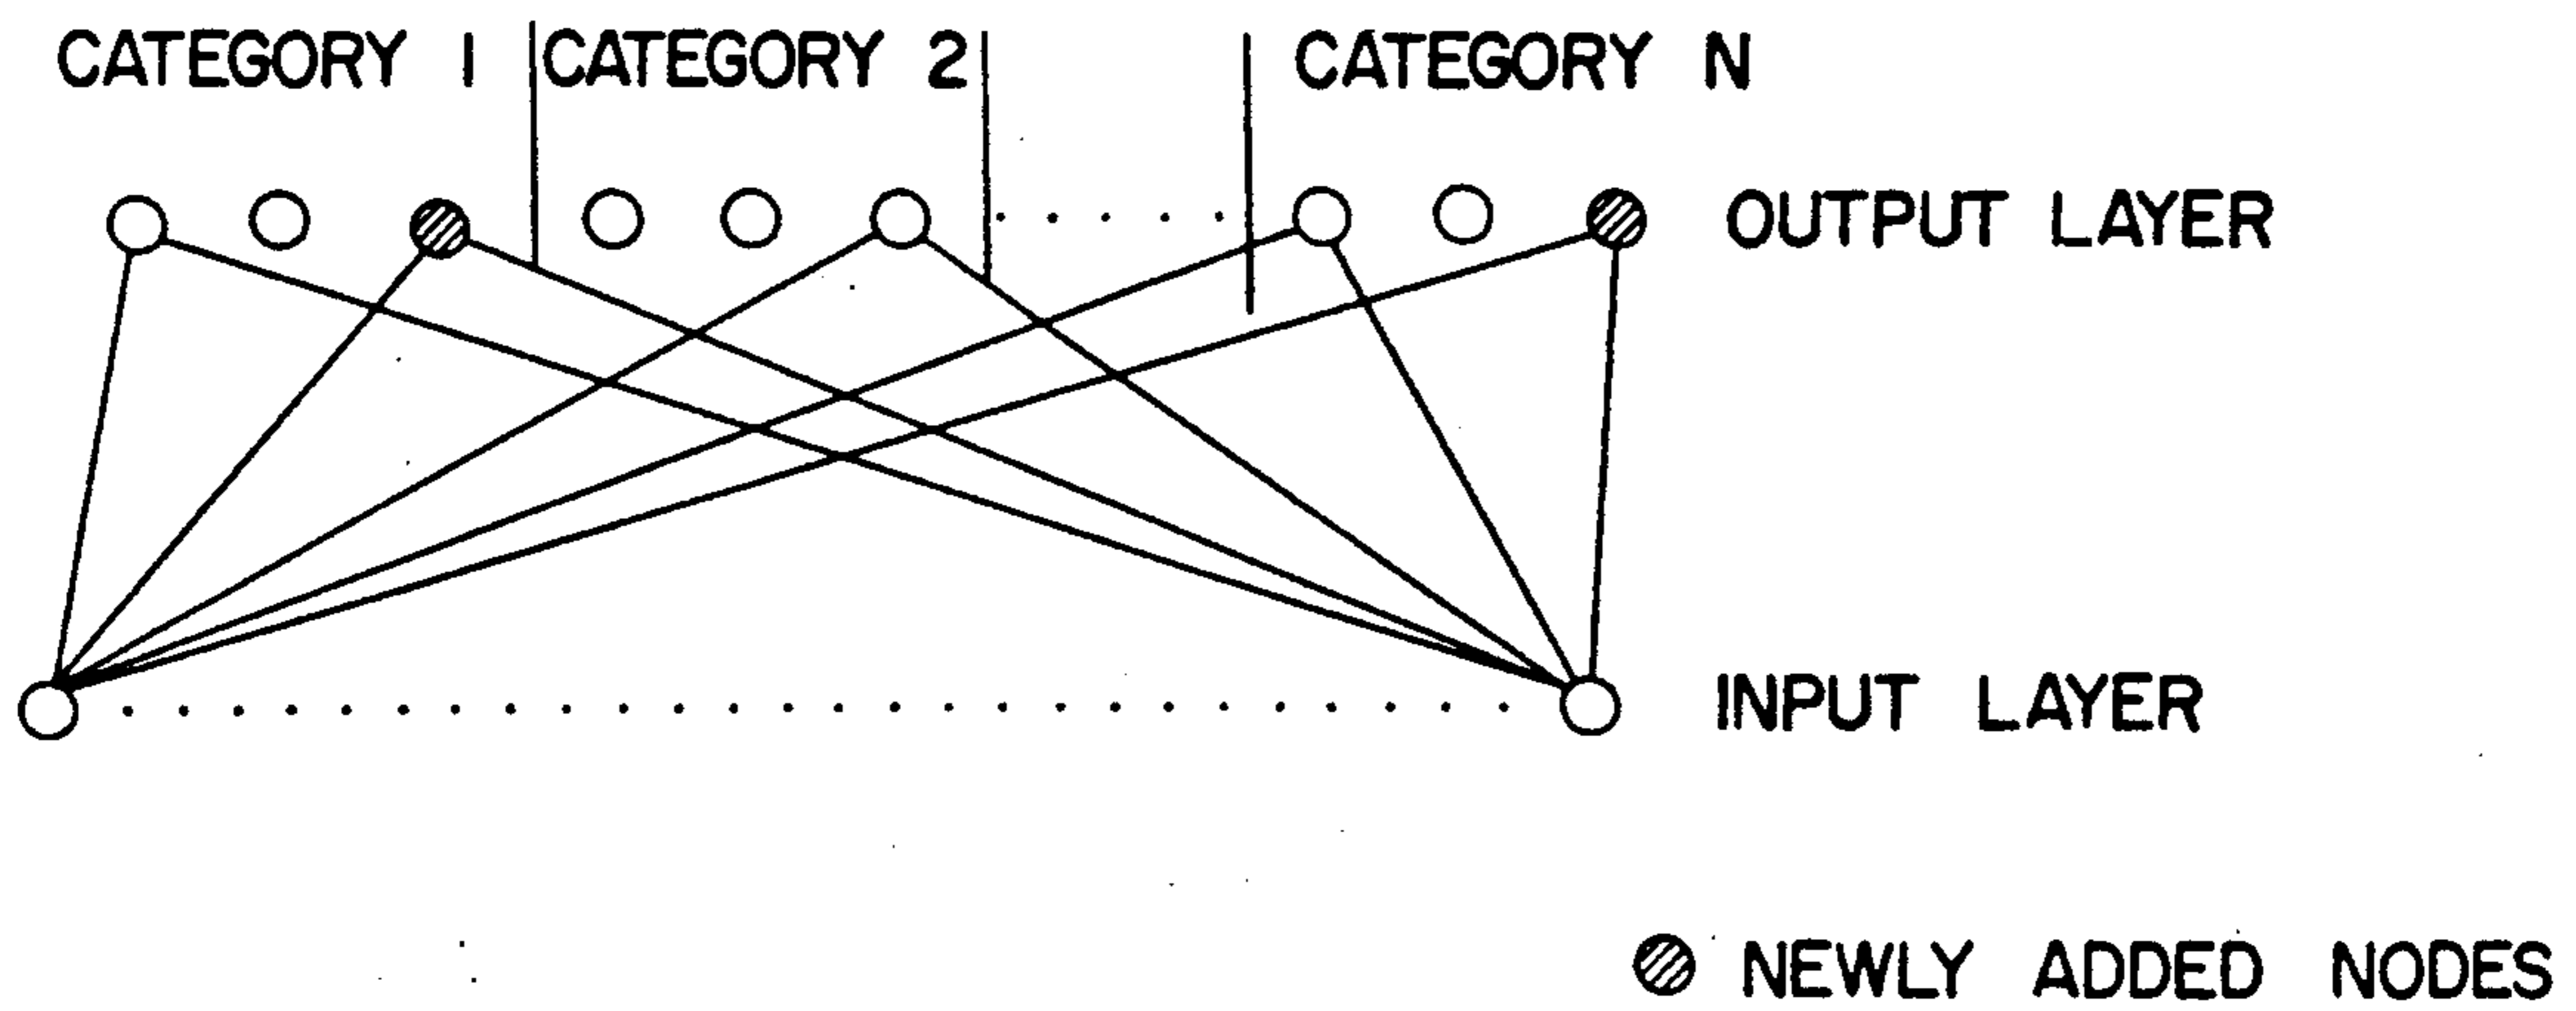 CATEGORY 1 CATEGORY 2 CATEGORY N
OUTPUT LAYER
INPUT LAYER
NEWLY ADDED NODES